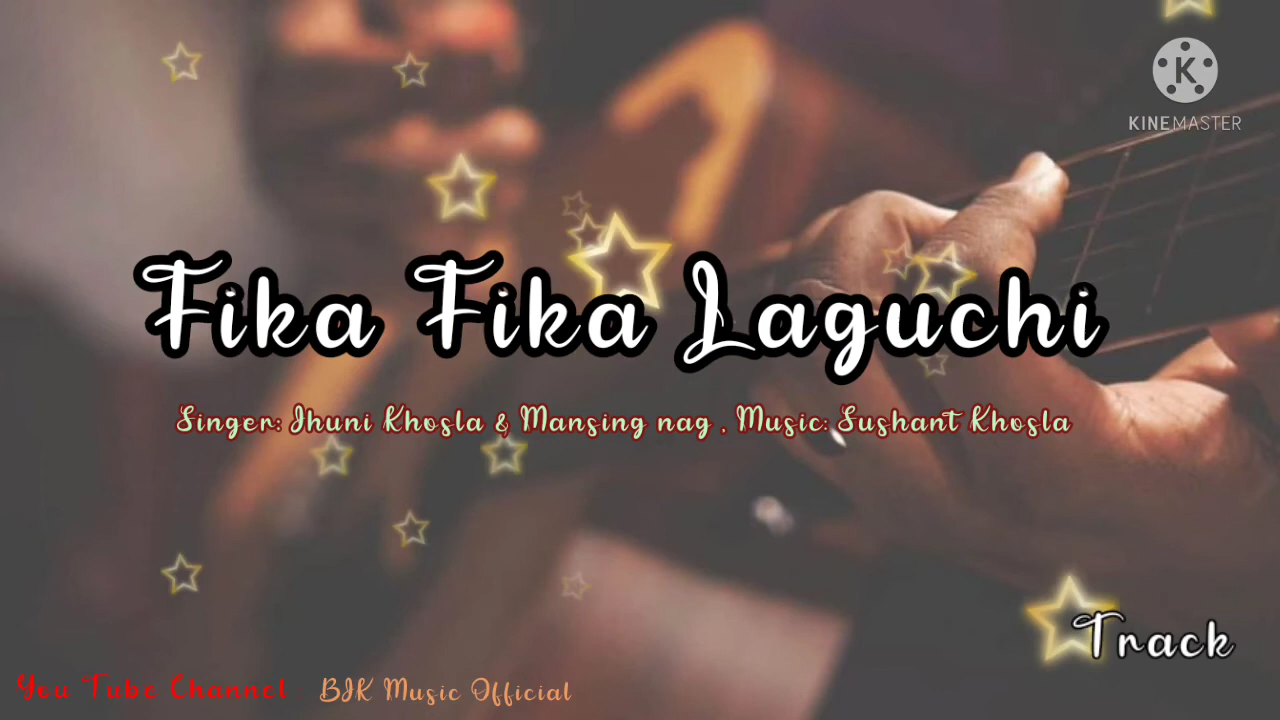 KINEMASTER
Fika Fika Laguchi
Singer: Jhuni Khosla & Mansing nag , Music: Sushant Khosla
Track
You Tube Channel BJK Music Official